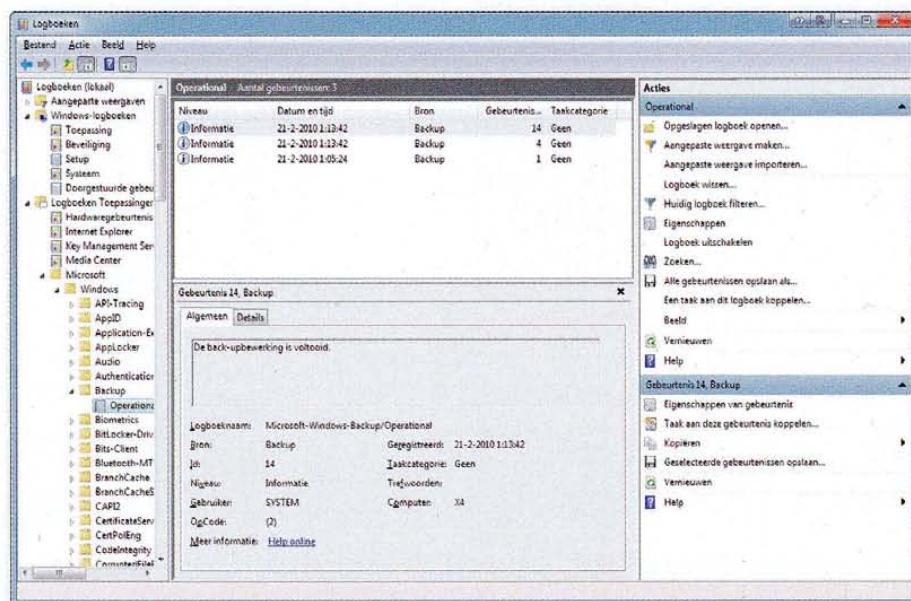 Logboeken
Bestand Actie Beeld Help
Logboeken (lokaal)
Aangepaste weergaven
Windows-logboeken
Toepassing
Beveiliging
Setup
Systeem
Doorgestuurde gebeu
Logboeken Toepassinger
Hardwaregebeurtenis
Internet Explorer
Key Management Ser
Media Center
Microsoft
Windows
API-Tracing
AppID
Application-Ex
AppLocker
Audio
Authentication
Backup
Operationa
Biometrics
BitLocker-Driv
Bits-Client
Bluetooth-MT
BranchCache
BranchCacheS
CAPI2
CertificateServ
CertPolEng
CodeIntegrity
Operational Aantal gebeurtenissen: 3
Niveau Datum en tijd Bron Gebeurtenis... Taakcategorie
Informatie 21-2-2010 1:13:42 Backup 14 Geen
Informatie 21-2-2010 1:13:42 Backup 4 Geen
Informatie 21-2-2010 1:05:24 Backup 1 Geen
Gebeurtenis 14, Backup
Algemeen Details
De back-upbewerking is voltooid.
Logboeknaam: Microsoft-Windows-Backup/Operational
Bron: Backup Geregistreerd: 21-2-2010 1:13:42
Id: 14 Taakcategorie: Geen
Niveau: Informatie Trefwoorden:
Gebruiker: SYSTEM Computer: X4
OpCode: (2)
Meer informatie: Help online
Acties
Operational
Opgeslagen logboek openen...
Aangepaste weergave maken...
Aangepaste weergave importeren...
Logboek wissen...
Huidig logboek filteren...
Eigenschappen
Logboek uitschakelen
Zoeken...
Alle gebeurtenissen opslaan als...
Een taak aan dit logboek koppelen...
Beeld
Vernieuwen
Help
Gebeurtenis 14, Backup
Eigenschappen van gebeurtenis
Taak aan deze gebeurtenis koppelen...
Kopiëren
Geselecteerde gebeurtenissen opslaan...
Vernieuwen
Help